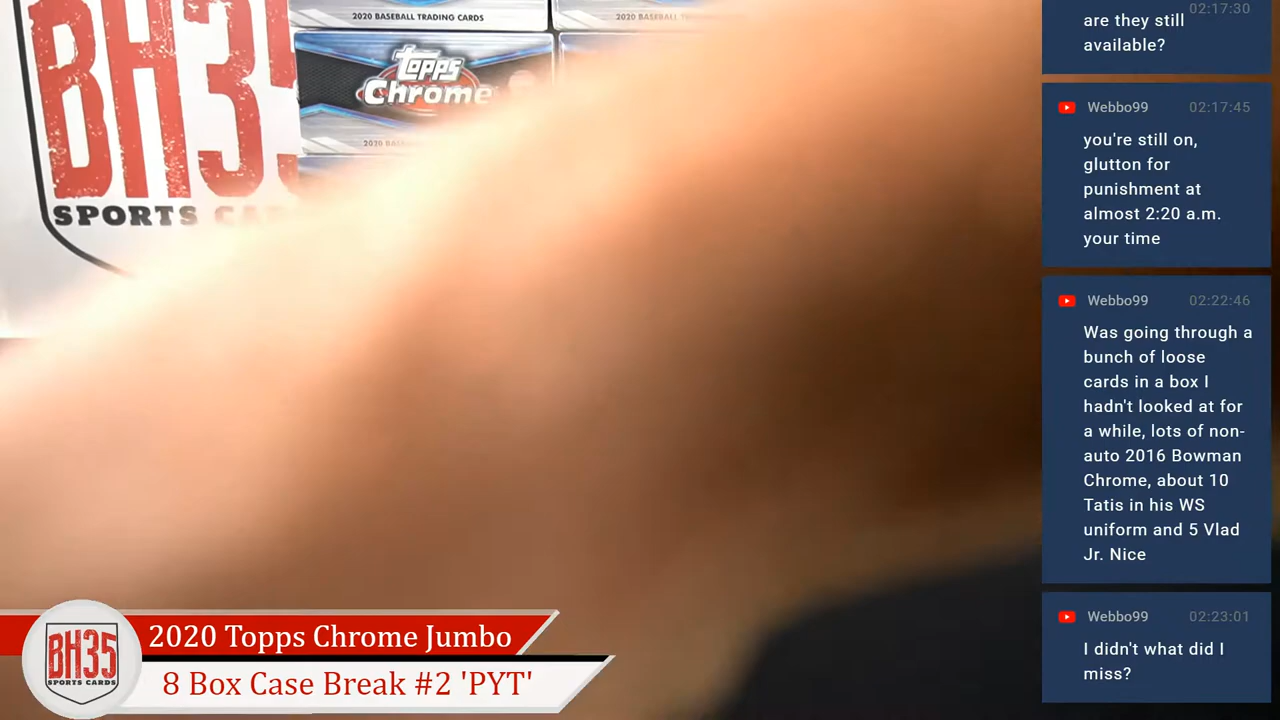 BH35
SPORTS CAR
2020 BASEBALL TRADING CARDS
2020 BASEBALL TRADING CARDS
Topps
Chrome
2020 BAS
are they still
available?
02:17:30
Webbo99 02:17:45
you're still on,
glutton for
punishment at
almost 2:20 a.m.
your time
Webbo99 02:22:46
Was going through a
bunch of loose
cards in a box I
hadn't looked at for
a while, lots of non-
auto 2016 Bowman
Chrome, about 10
Tatis in his WS
uniform and 5 Vlad
Jr. Nice
Webbo99 02:23:01
I didn't what did I
miss?
BH35
SPORTS CARDS
2020 Topps Chrome Jumbo
8 Box Case Break #2 'PYT'